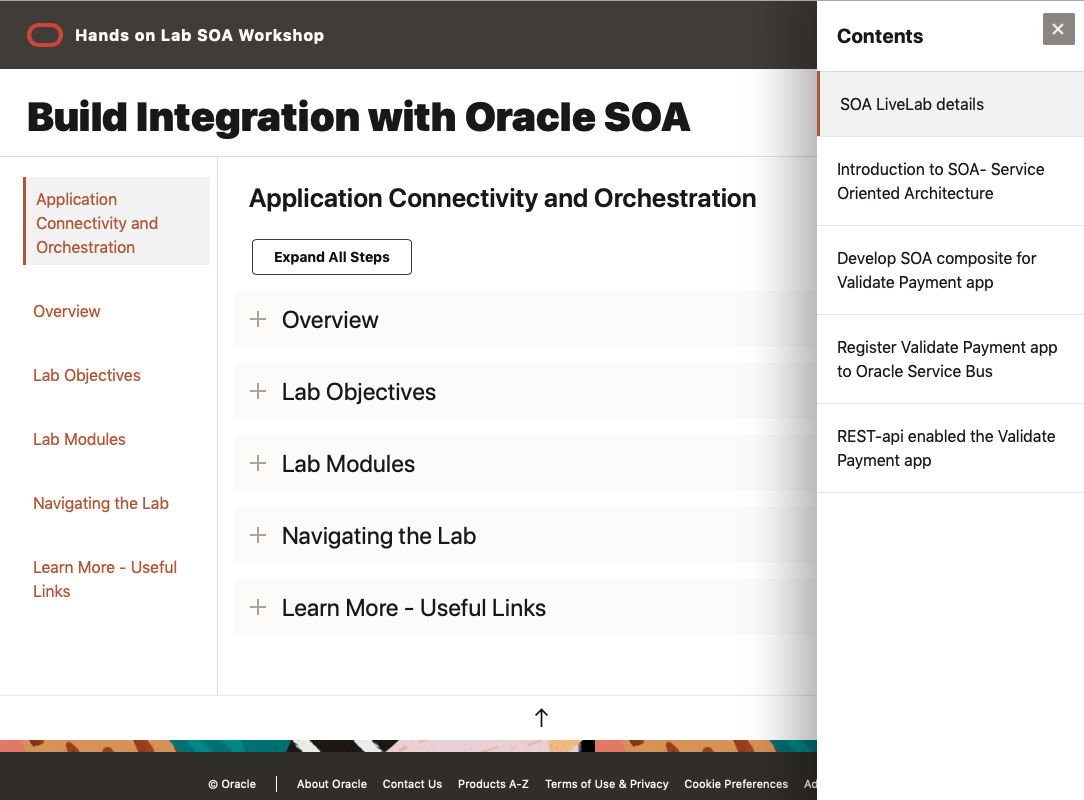 Hands on Lab SOA Workshop
Build Integration with Oracle SOA
Application
Connectivity and
Orchestration
Overview
Lab Objectives
Lab Modules
Navigating the Lab
Learn More - Useful
Links
Application Connectivity and Orchestration
Expand All Steps
Overview
Lab Objectives
Lab Modules
Navigating the Lab
Learn More - Useful Links
Contents
SOA LiveLab details
Introduction to SOA- Service
Oriented Architecture
Develop SOA composite for
Validate Payment app
Register Validate Payment app
to Oracle Service Bus
REST-api enabled the Validate
Payment app
© Oracle
About Oracle Contact Us Products A-Z Terms of Use & Privacy Cookie Preferences Ad